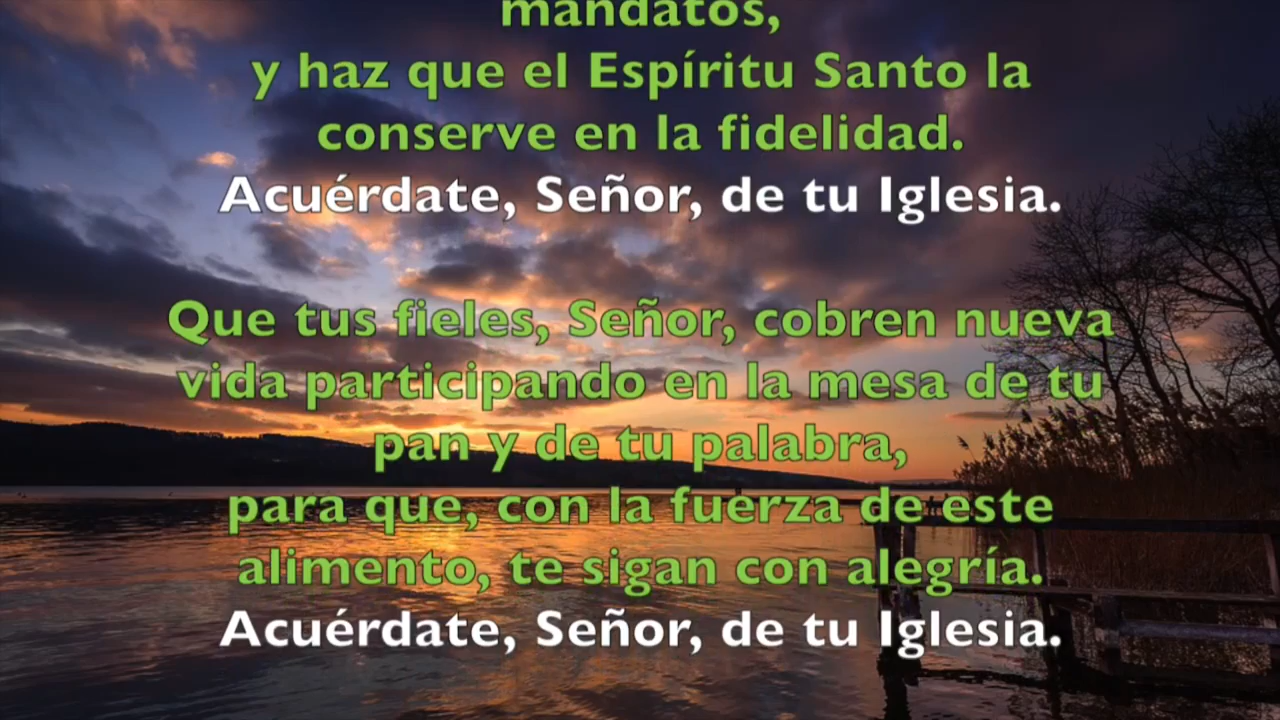 mandatos,
y haz que el Espíritu Santo la
conserve en la fidelidad.
Acuérdate, Señor, de tu Iglesia.
Que tus fieles, Señor, cobren nueva
vida participando en la mesa de tu
pan y de tu palabra,
para que, con la fuerza de este
alimento, te sigan con alegría.
Acuérdate, Señor, de tu Iglesia.